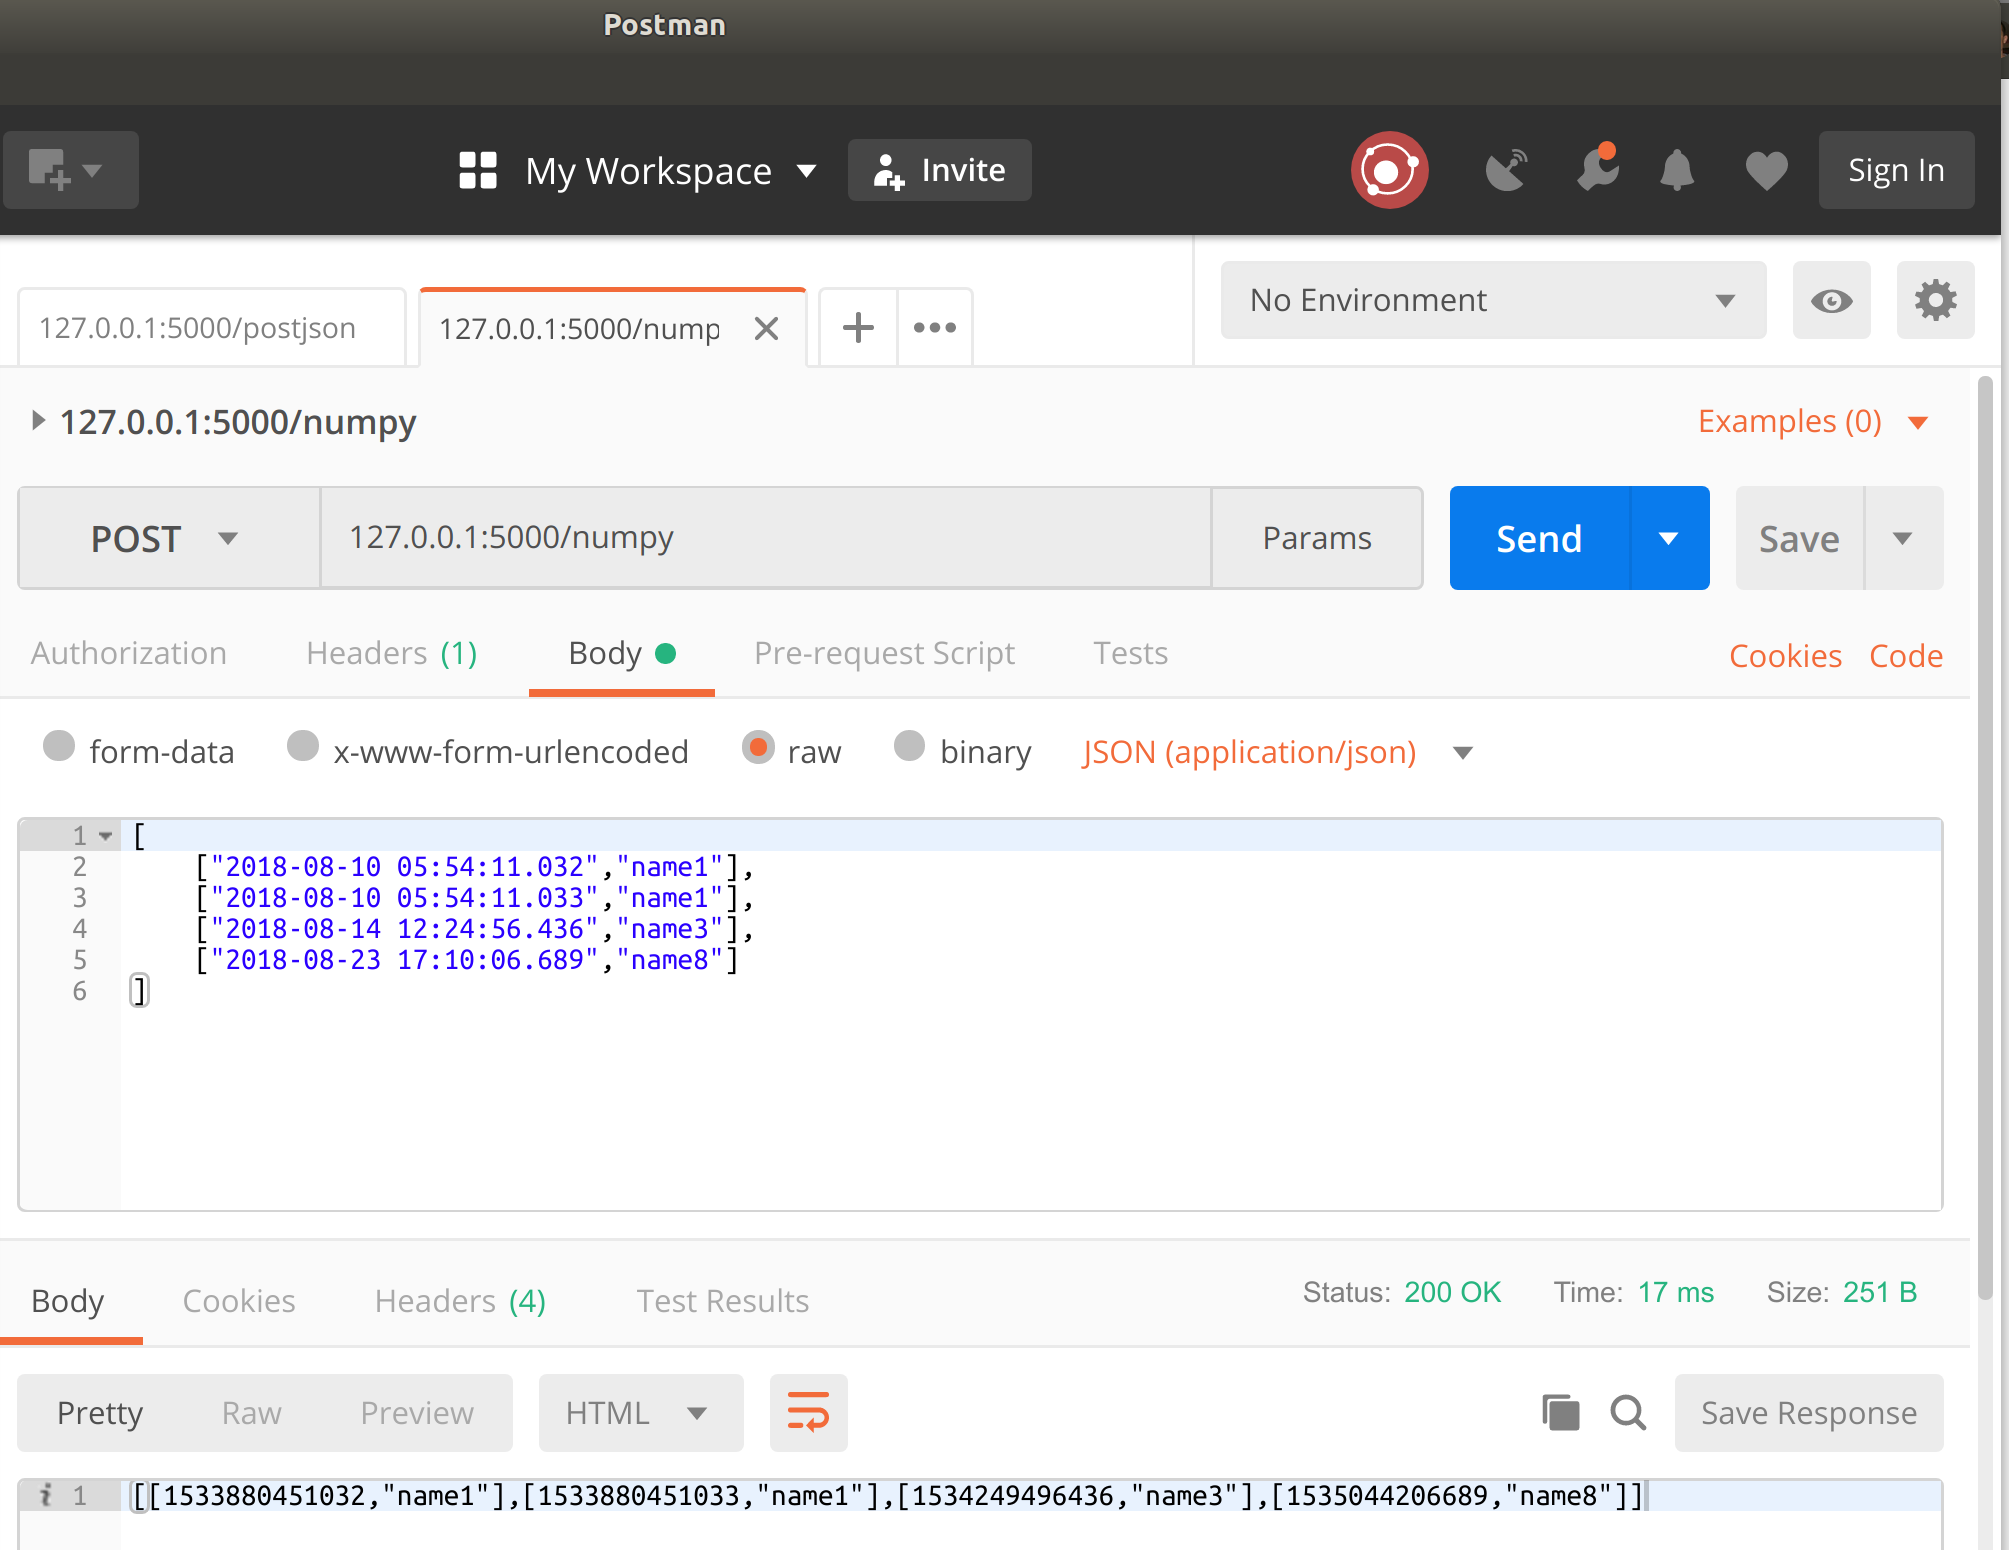 Postman
My Workspace Invite Sign In
127.0.0.1:5000/postjson 127.0.0.1:5000/nump No Environment
127.0.0.1:5000/numpy Examples (0)
POST 127.0.0.1:5000/numpy Params Send Save
Authorization Headers (1) Body Pre-request Script Tests Cookies Code
form-data x-www-form-urlencoded raw binary JSON (application/json)
1 [
2 ["2018-08-10 05:54:11.032","name1"],
3 ["2018-08-10 05:54:11.033","name1"],
4 ["2018-08-14 12:24:56.436","name3"],
5 ["2018-08-23 17:10:06.689","name8"]
6 ]
Body Cookies Headers (4) Test Results Status: 200 OK Time: 17 ms Size: 251 B
Pretty Raw Preview HTML Save Response
i 1 [[1533880451032,"name1"],[1533880451033,"name1"],[1534249496436,"name3"],[1535044206689,"name8"]]